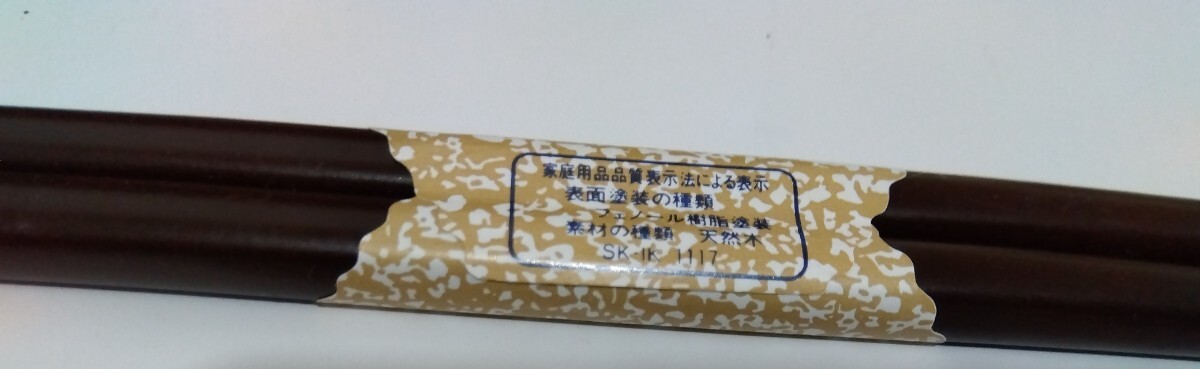 家庭用品品質表示法による表示
表面塗装の種類
フェノール樹脂塗装
素材の種類 天然木
SK-IK 1117